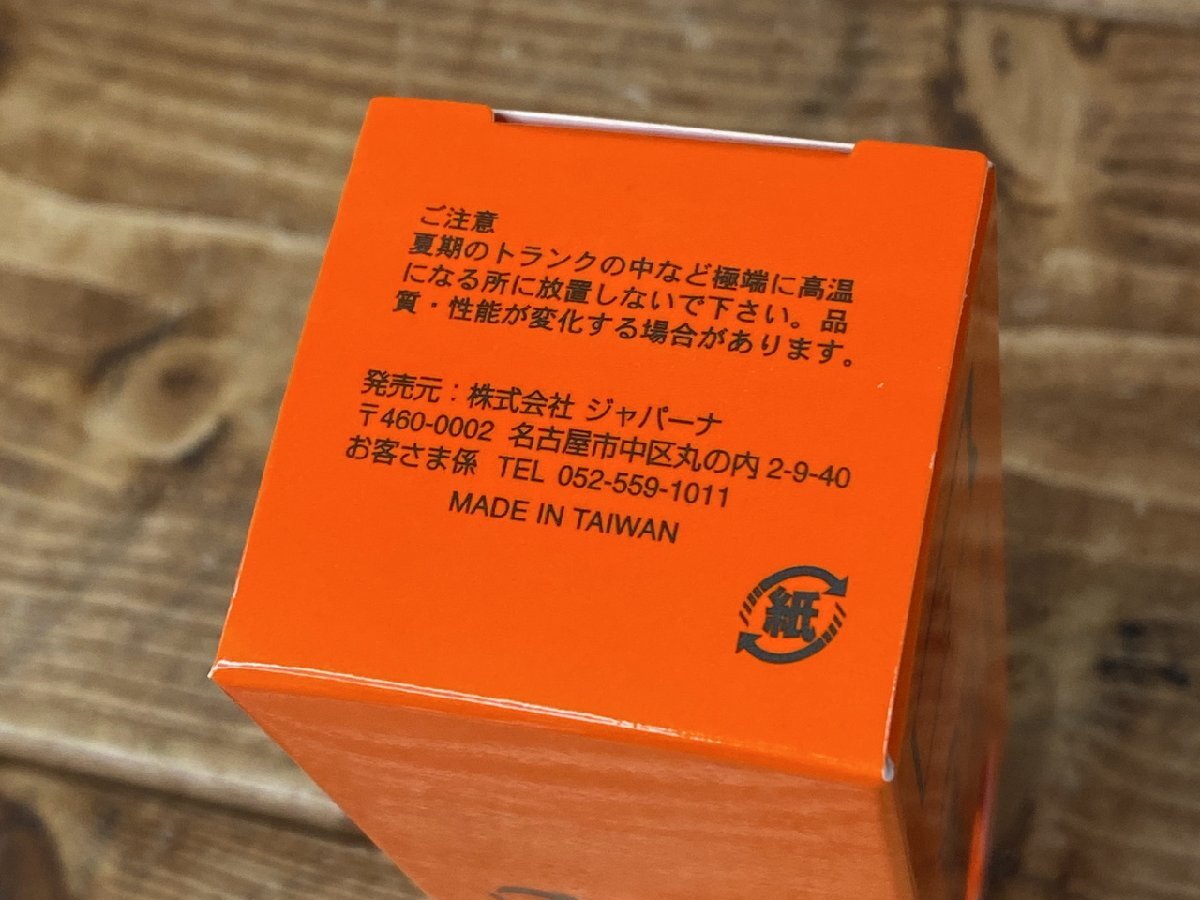 ご注意
夏期のトランクの中など極端に高温
になる所に放置しないで下さい。品
質・性能が変化する場合があります。
発売元：株式会社 ジャパーナ
〒460-0002 名古屋市中区丸の内 2-9-40
お客さま係 TEL 052-559-1011
MADE IN TAIWAN
紙